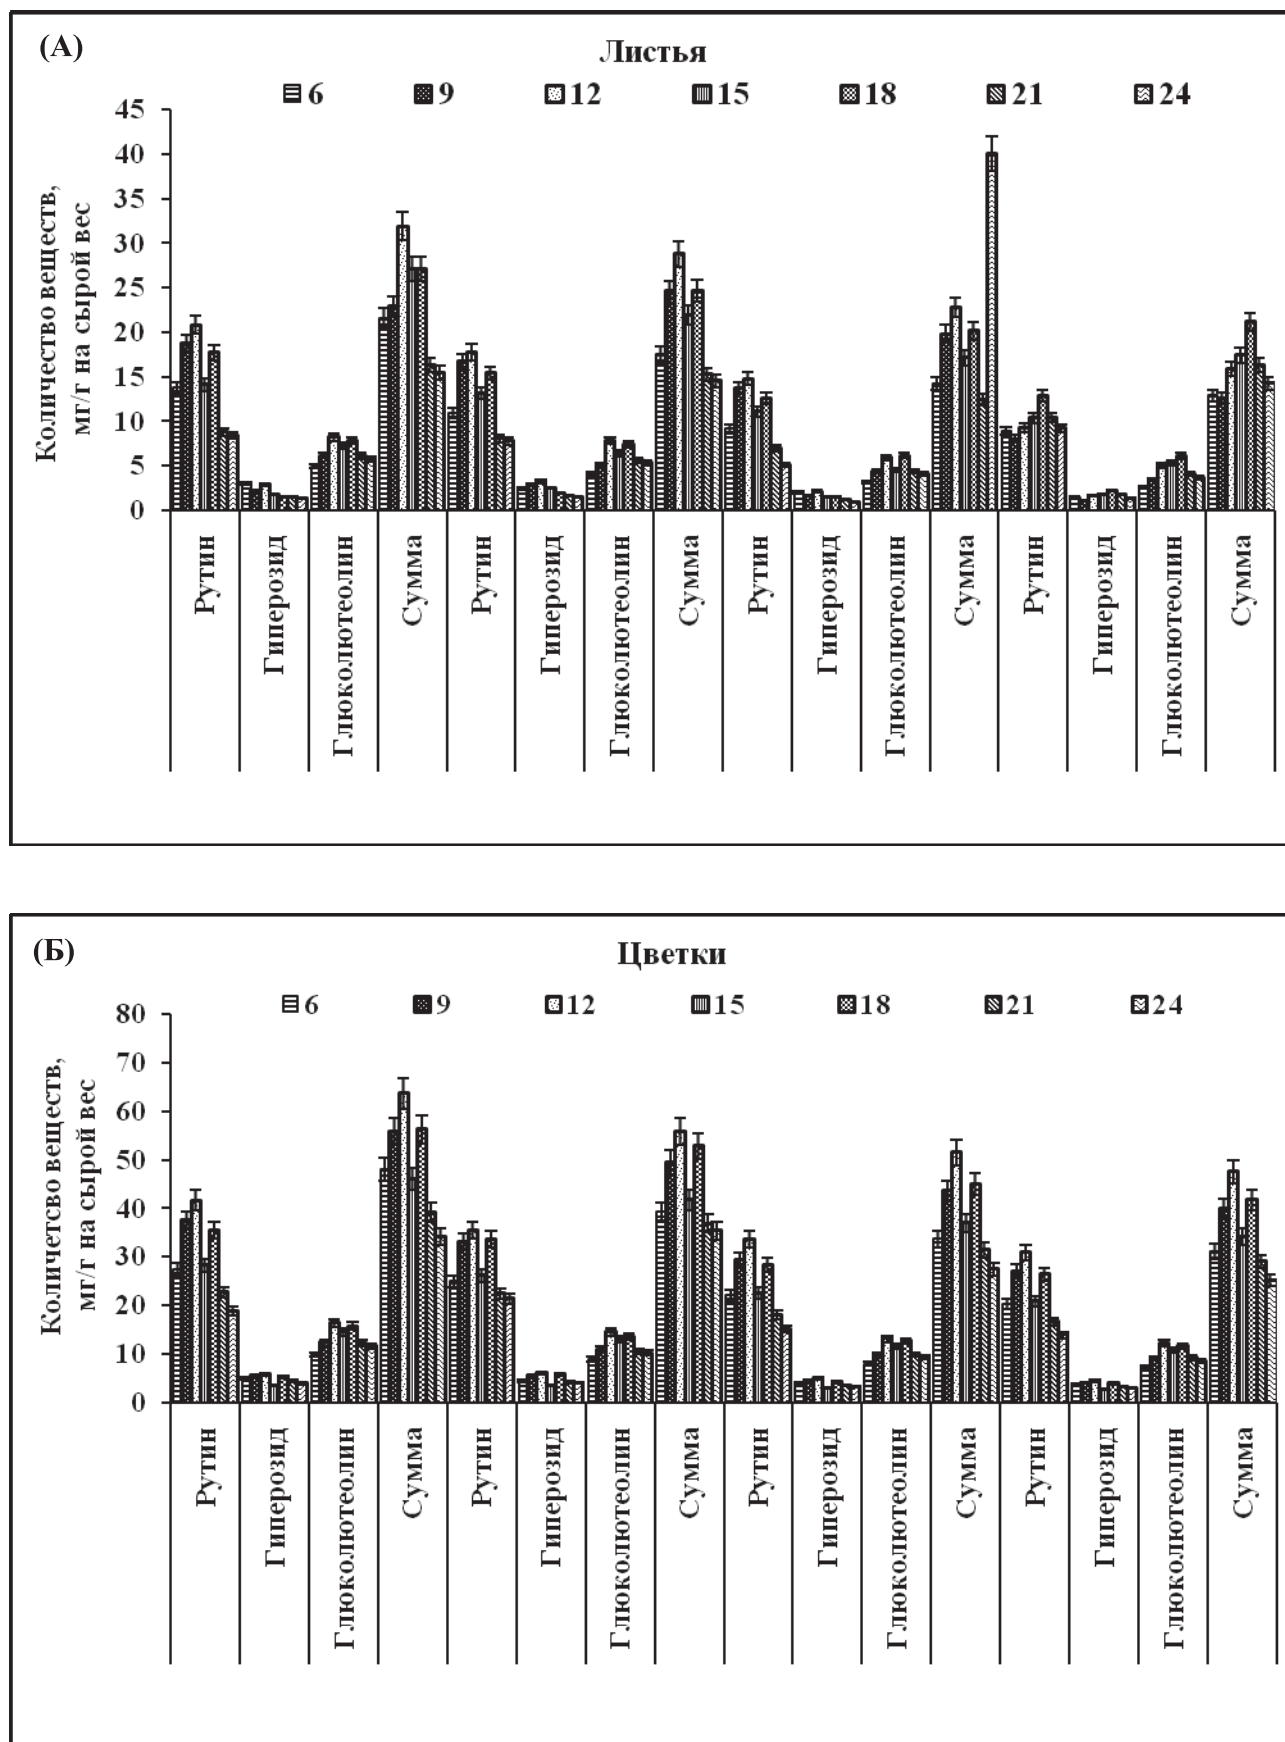 (А)
Листья
6 9 12 15 18 21 24
Количество веществ,
мг/г на сырой вес
45
40
35
30
25
20
15
10
5
0
Рутин
Гиперозид
Глюколютеолин
Сумма
Рутин
Гиперозид
Глюколютеолин
Сумма
Рутин
Гиперозид
Глюколютеолин
Сумма
Рутин
Гиперозид
Глюколютеолин
Сумма
(Б)
Цветки
6 9 12 15 18 21 24
Количетсво веществ,
мг/г на сырой вес
80
70
60
50
40
30
20
10
0
Рутин
Гиперозид
Глюколютеолин
Сумма
Рутин
Гиперозид
Глюколютеолин
Сумма
Рутин
Гиперозид
Глюколютеолин
Сумма
Рутин
Гиперозид
Глюколютеолин
Сумма